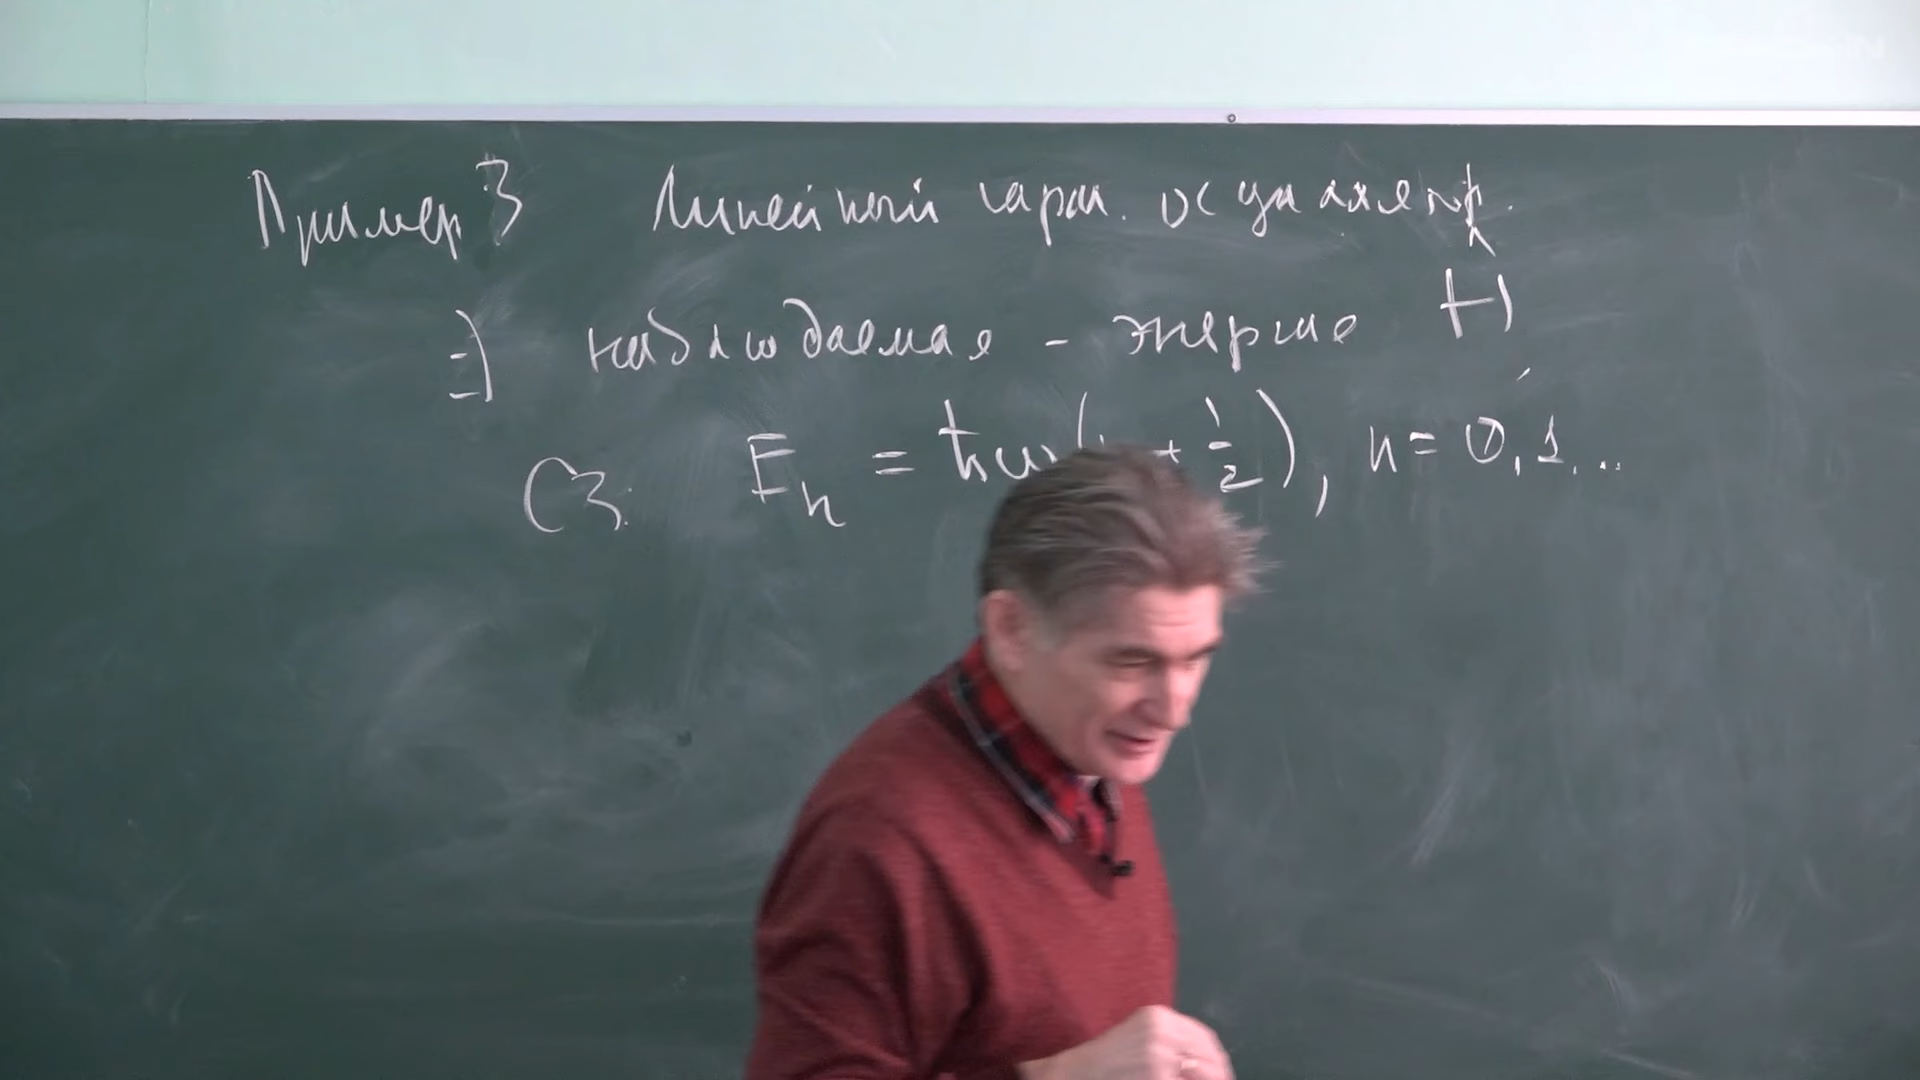 Пример 3 Линейный гарм. осциллятор.
⇒ наблюдаемая - энергия Ĥ
СЗ: Eₙ = ħω(n + 1/2), n = 0, 1, ...